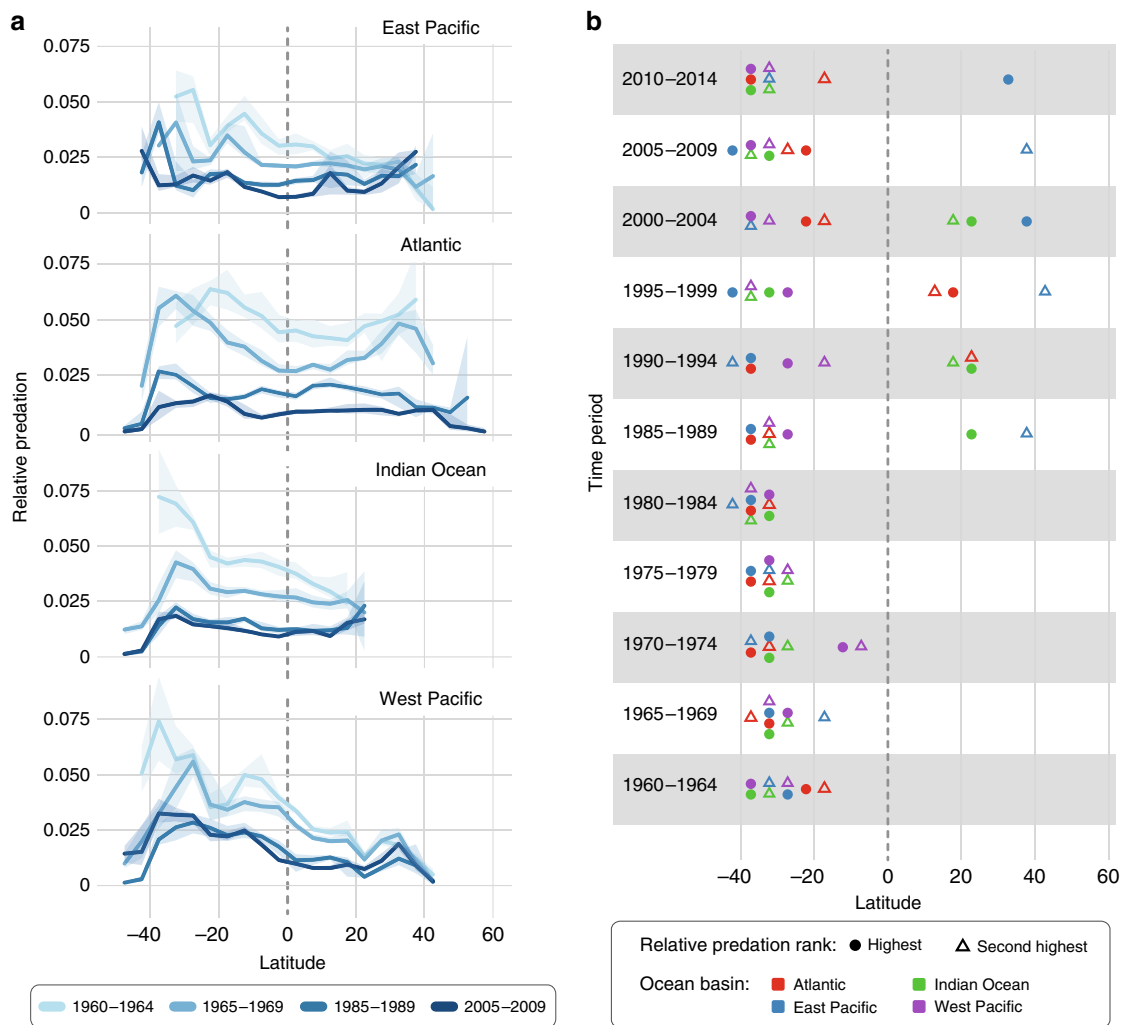 a
East Pacific
0.075
0.050
0.025
0
Atlantic
0.075
0.050
0.025
0
Indian Ocean
0.075
0.050
0.025
0
West Pacific
0.075
0.050
0.025
0
−40 −20 0 20 40 60
Latitude
Relative predation
1960−1964 1965−1969 1985−1989 2005−2009
b
2010−2014
2005−2009
2000−2004
1995−1999
1990−1994
1985−1989
1980−1984
1975−1979
1970−1974
1965−1969
1960−1964
Time period
−40 −20 0 20 40 60
Latitude
Relative predation rank: Highest Second highest
Ocean basin: Atlantic Indian Ocean
East Pacific West Pacific